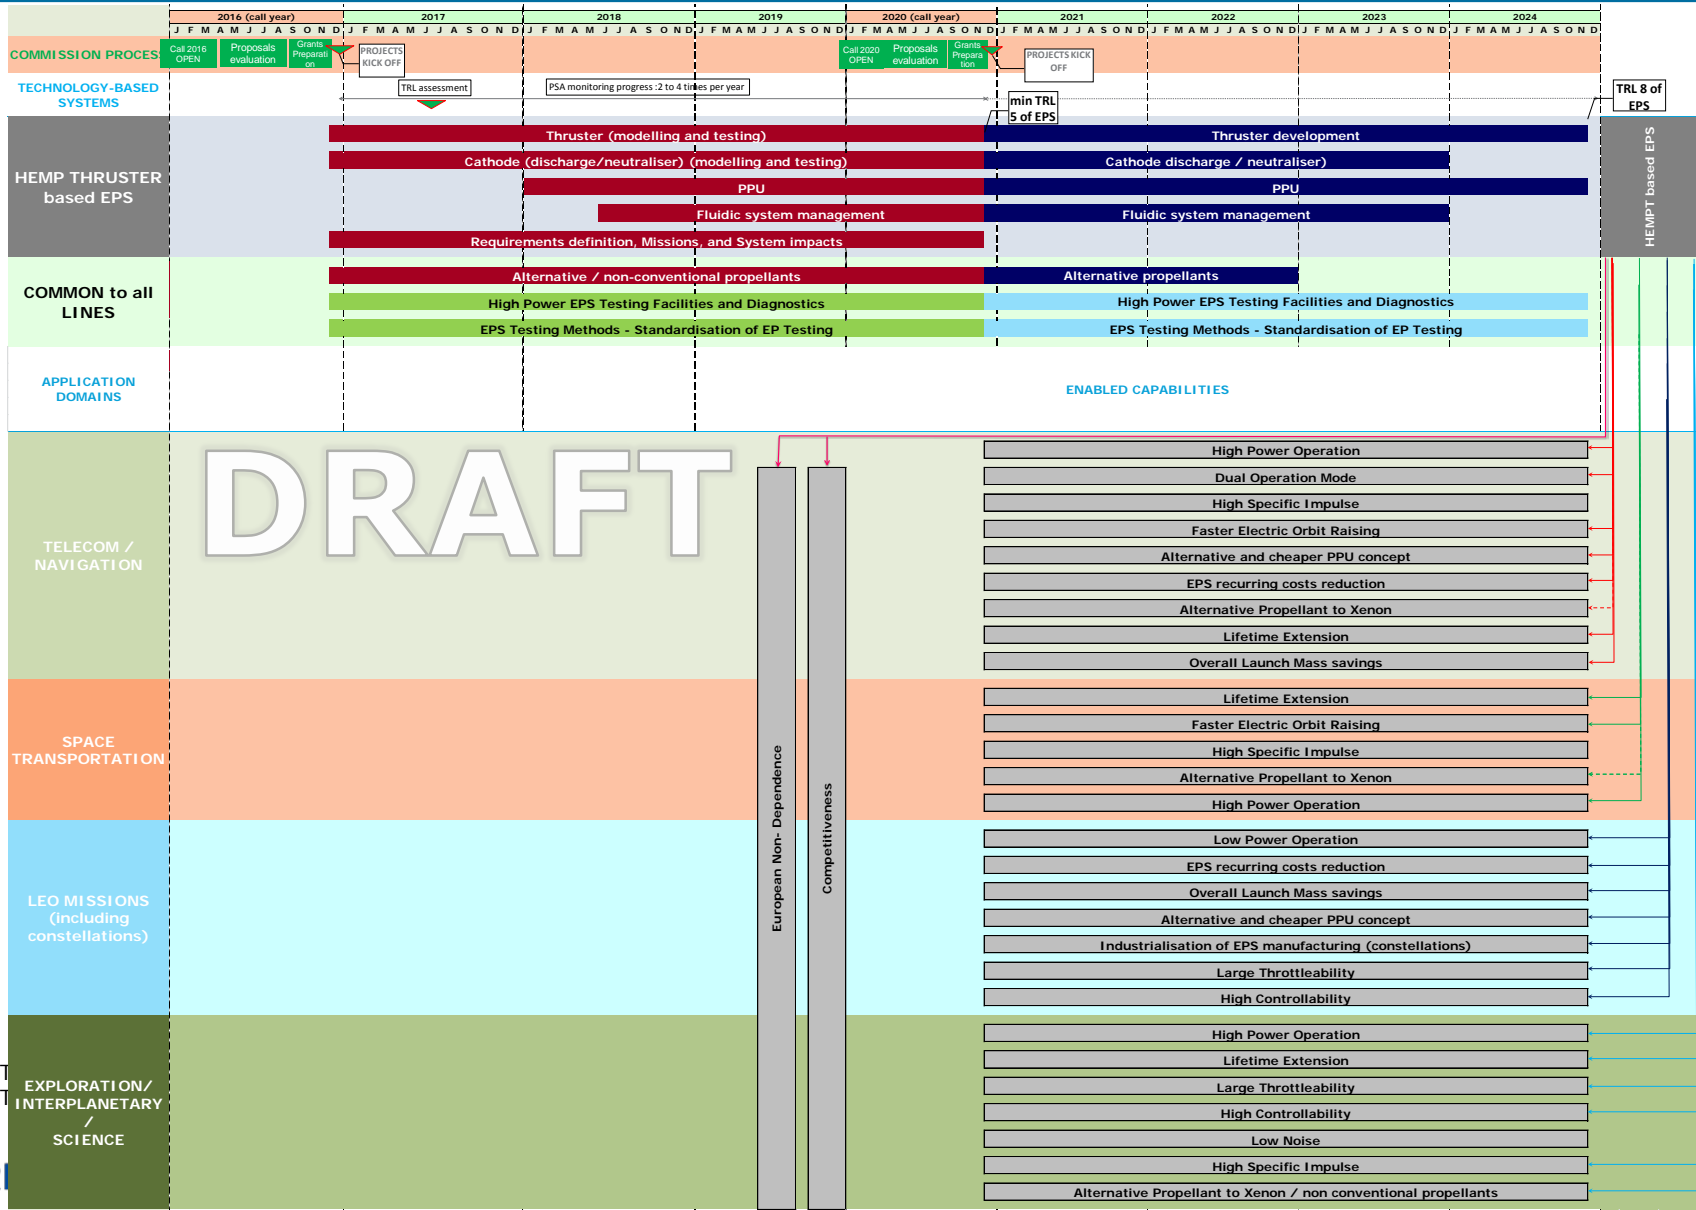 2016 (call year) 2017 2018 2019 2020 (call year) 2021 2022 2023 2024
J F M A M J J A S O N D J F M A M J J A S O N D J F M A M J J A S O N D J F M A M J J A S O N D J F M A M J J A S O N D J F M A M J J A S O N D J F M A M J J A S O N D J F M A M J J A S O N D J F M A M J J A S O N D
COMMISSION PROCES
Call 2016
OPEN
Proposals
evaluation
Grants
Preparati
on
PROJECTS
KICK OFF
Call 2020
OPEN
Proposals
evaluation
Grants
Prepara
tion
PROJECTS KICK
OFF
TECHNOLOGY-BASED
SYSTEMS
TRL assessment
PSA monitoring progress :2 to 4 times per year
min TRL
5 of EPS
TRL 8 of
EPS
HEMP THRUSTER
based EPS
Thruster (modelling and testing)
Thruster development
Cathode (discharge/neutraliser) (modelling and testing)
Cathode discharge / neutraliser)
PPU
PPU
Fluidic system management
Fluidic system management
Requirements definition, Missions, and System impacts
HEMPT based EPS
COMMON to all
LINES
Alternative / non-conventional propellants
Alternative propellants
High Power EPS Testing Facilities and Diagnostics
High Power EPS Testing Facilities and Diagnostics
EPS Testing Methods - Standardisation of EP Testing
EPS Testing Methods - Standardisation of EP Testing
APPLICATION
DOMAINS
ENABLED CAPABILITIES
DRAFT
European Non- Dependence
Competitiveness
TELECOM /
NAVIGATION
High Power Operation
Dual Operation Mode
High Specific Impulse
Faster Electric Orbit Raising
Alternative and cheaper PPU concept
EPS recurring costs reduction
Alternative Propellant to Xenon
Lifetime Extension
Overall Launch Mass savings
SPACE
TRANSPORTATION
Lifetime Extension
Faster Electric Orbit Raising
High Specific Impulse
Alternative Propellant to Xenon
High Power Operation
LEO MISSIONS
(including
constellations)
Low Power Operation
EPS recurring costs reduction
Overall Launch Mass savings
Alternative and cheaper PPU concept
Industrialisation of EPS manufacturing (constellations)
Large Throttleability
High Controllability
EXPLORATION/
INTERPLANETARY
/
SCIENCE
High Power Operation
Lifetime Extension
Large Throttleability
High Controllability
Low Noise
High Specific Impulse
Alternative Propellant to Xenon / non conventional propellants